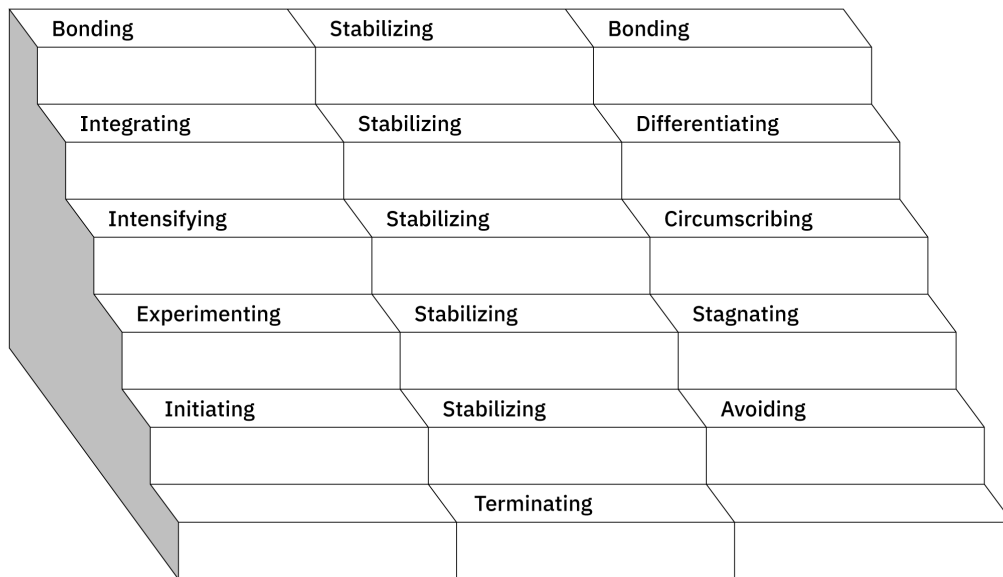 Bonding Stabilizing Bonding
Integrating Stabilizing Differentiating
Intensifying Stabilizing Circumscribing
Experimenting Stabilizing Stagnating
Initiating Stabilizing Avoiding
Terminating